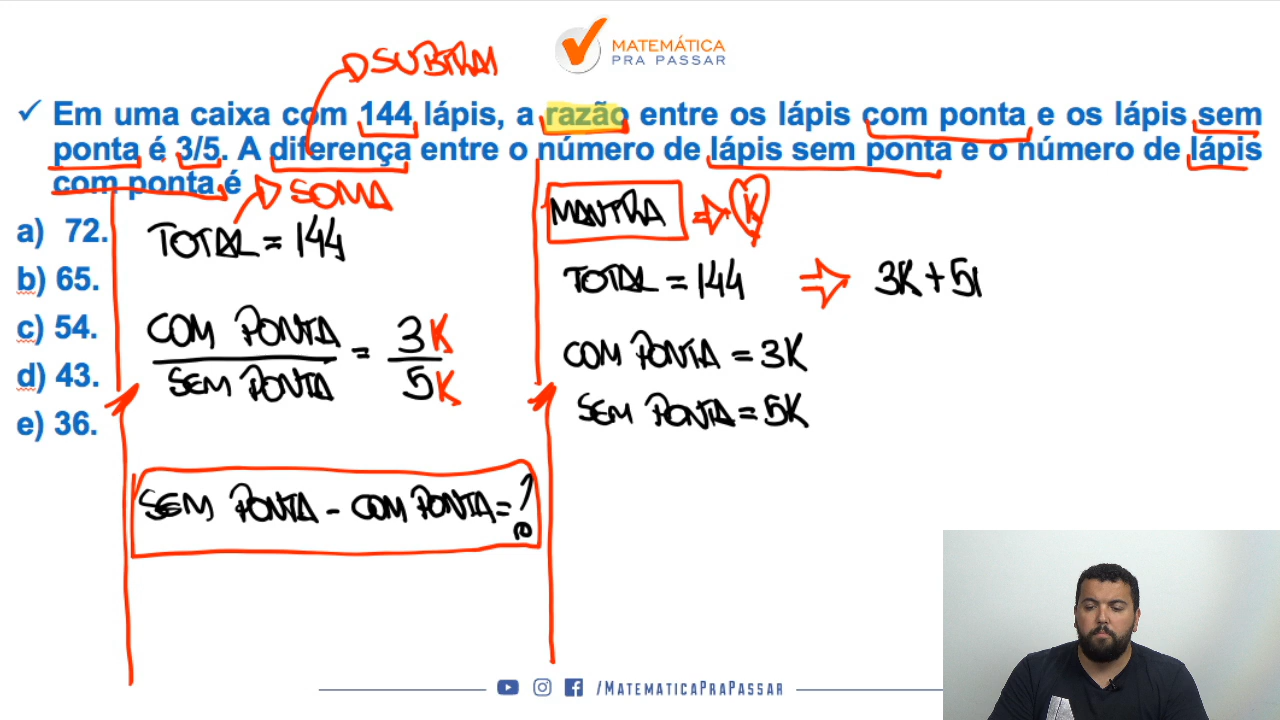 MATEMÁTICA
PRA PASSAR
SUBTRAI
✓ Em uma caixa com 144 lápis, a razão entre os lápis com ponta e os lápis sem
ponta é 3/5. A diferença entre o número de lápis sem ponta e o número de lápis
com ponta é
SOMA
a) 72.
b) 65.
c) 54.
d) 43.
e) 36.
TOTAL = 144
COM PONTA
SEM PONTA
= 3K
5K
SEM PONTA - COM PONTA = ?
MANTRA ⇒ K
TOTAL = 144 ⇒ 3K + 5
COM PONTA = 3K
SEM PONTA = 5K
/MATEMATICAPRAPASSAR